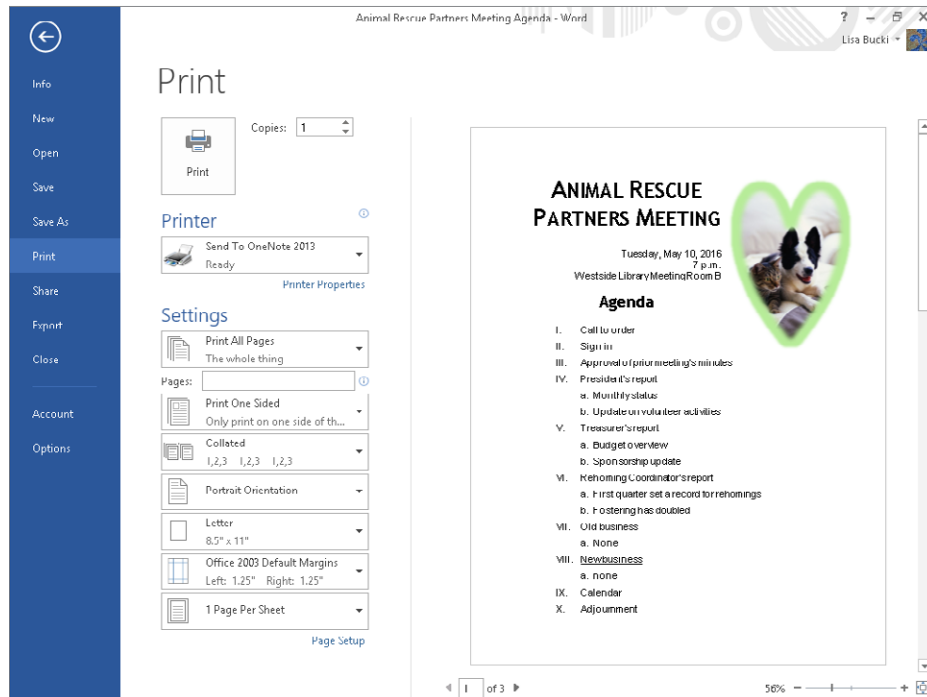 Animal Rescue Partners Meeting Agenda - Word
?
Lisa Bucki
Info
New
Open
Save
Save As
Print
Share
Export
Close
Account
Options
Print
Print
Copies: 1
Printer
Send To OneNote 2013
Ready
Printer Properties
Settings
Print All Pages
The whole thing
Pages:
Print One Sided
Only print on one side of th...
Collated
1,2,3 1,2,3 1,2,3
Portrait Orientation
Letter
8.5" x 11"
Office 2003 Default Margins
Left: 1.25" Right: 1.25"
1 Page Per Sheet
Page Setup
ANIMAL RESCUE
PARTNERS MEETING
Tuesday, May 10, 2016
7 p.m.
Westside Library Meeting Room B
Agenda
I. Call to order
II. Sign in
III. Approval of prior meeting's minutes
IV. President's report
a. Monthly status
b. Update on volunteer activities
V. Treasurer's report
a. Budget overview
b. Sponsorship update
VI. Rehoming Coordinator's report
a. First quarter set a record for rehomings
b. Fostering has doubled
VII. Old business
a. None
VIII. New business
a. none
IX. Calendar
X. Adjournment
1 of 3
56%